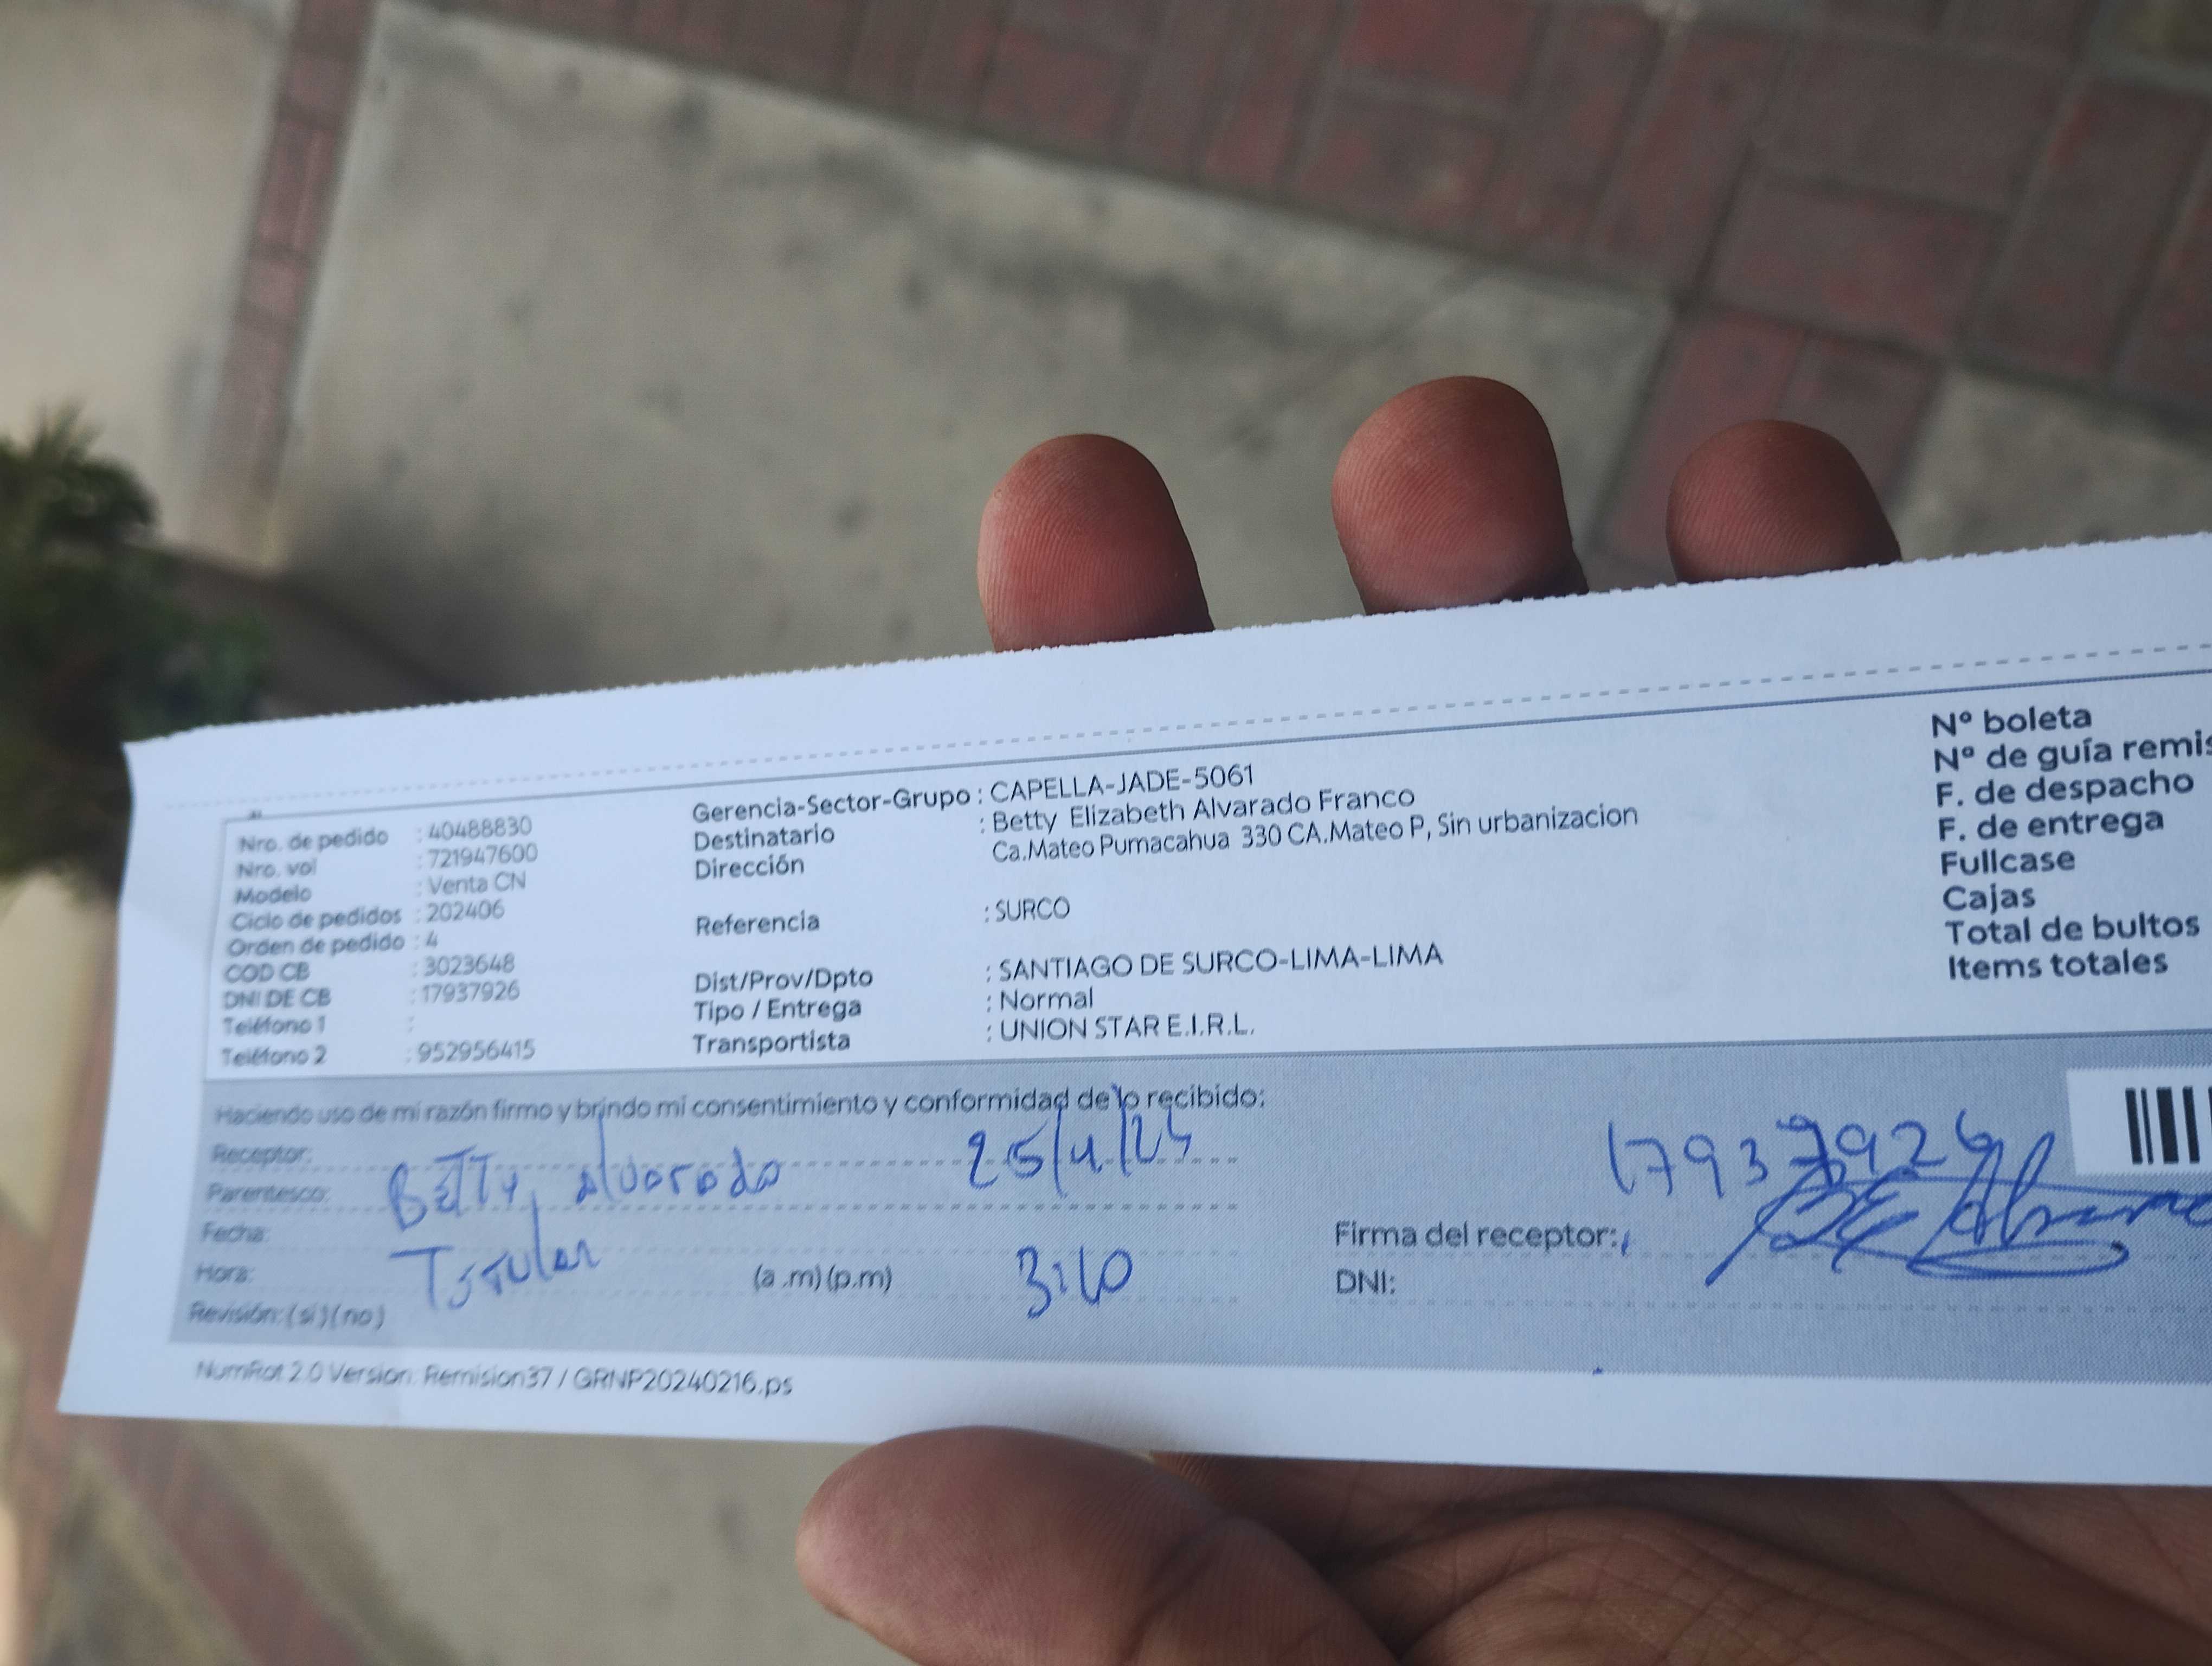 Nro. de pedido : 40488830
Nro. vol : 721947600
Modelo : Venta CN
Ciclo de pedidos : 202406
Orden de pedido : 4
COD CB : 3023648
DNI DE CB : 17937926
Teléfono 1 :
Teléfono 2 : 952956415
Gerencia-Sector-Grupo : CAPELLA-JADE-5061
Destinatario : Betty Elizabeth Alvarado Franco
Dirección Ca.Mateo Pumacahua 330 CA.Mateo P, Sin urbanizacion
Referencia : SURCO
Dist/Prov/Dpto : SANTIAGO DE SURCO-LIMA-LIMA
Tipo / Entrega : Normal
Transportista : UNION STAR E.I.R.L.
Nº boleta
Nº de guía remis
F. de despacho
F. de entrega
Fullcase
Cajas
Total de bultos
Items totales
Haciendo uso de mi razón firmo y brindo mi consentimiento y conformidad de lo recibido:
Receptor: Betty Alvarado 25/4/24
Parentesco: Titular
Fecha:
Hora: (a .m) (p.m) 3:10
Revisión: (si) (no)
17937926
Firma del receptor:
DNI:
NumRot 2.0 Version: Remision37 / GRNP20240216.ps